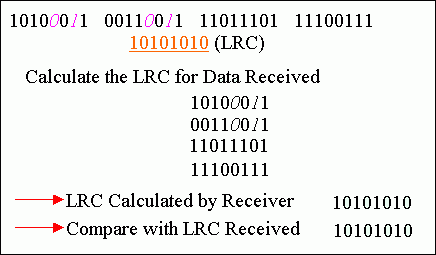 10100011 00110011 11011101 11100111
10101010 (LRC)
Calculate the LRC for Data Received
10100011
00110011
11011101
11100111
LRC Calculated by Receiver 10101010
Compare with LRC Received 10101010